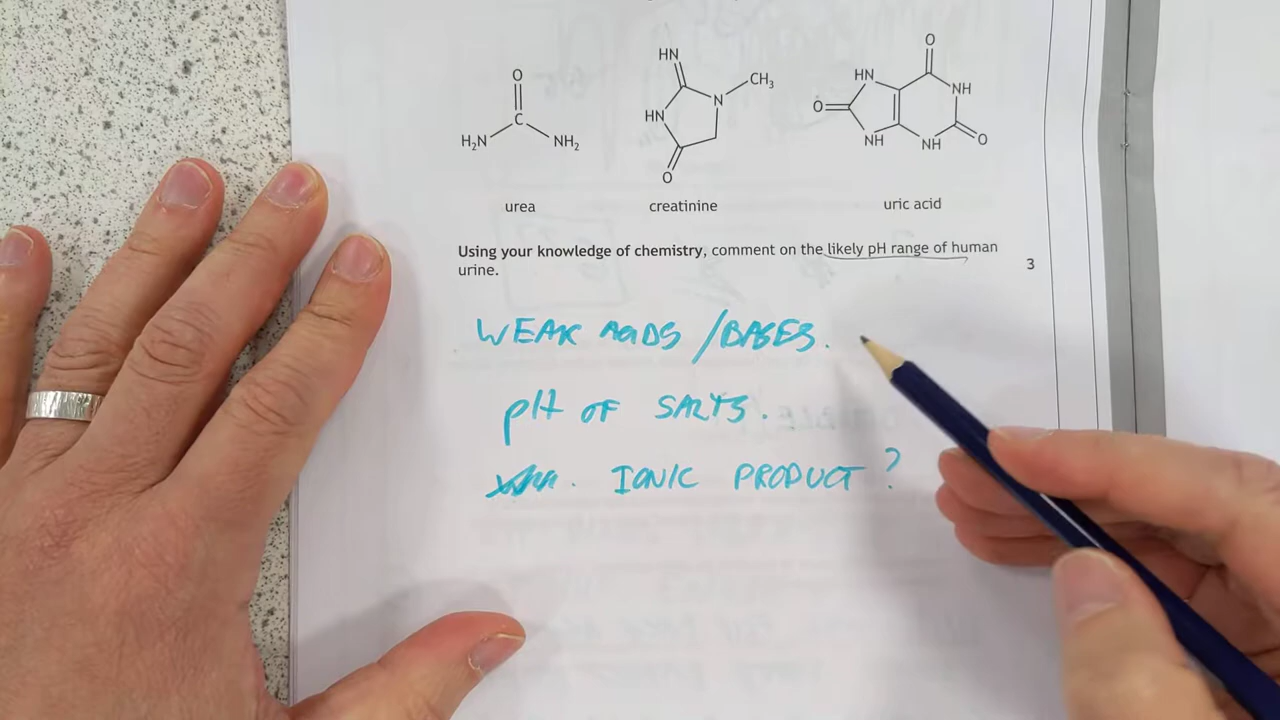 O
C
H₂N
NH₂
urea
HN
CH₃
N
HN
O
creatinine
O
HN
NH
O
NH
NH
O
uric acid
Using your knowledge of chemistry, comment on the likely pH range of human
urine.
3
WEAK ACIDS /BASES.
pH OF SALTS.
. IONIC PRODUCT ?